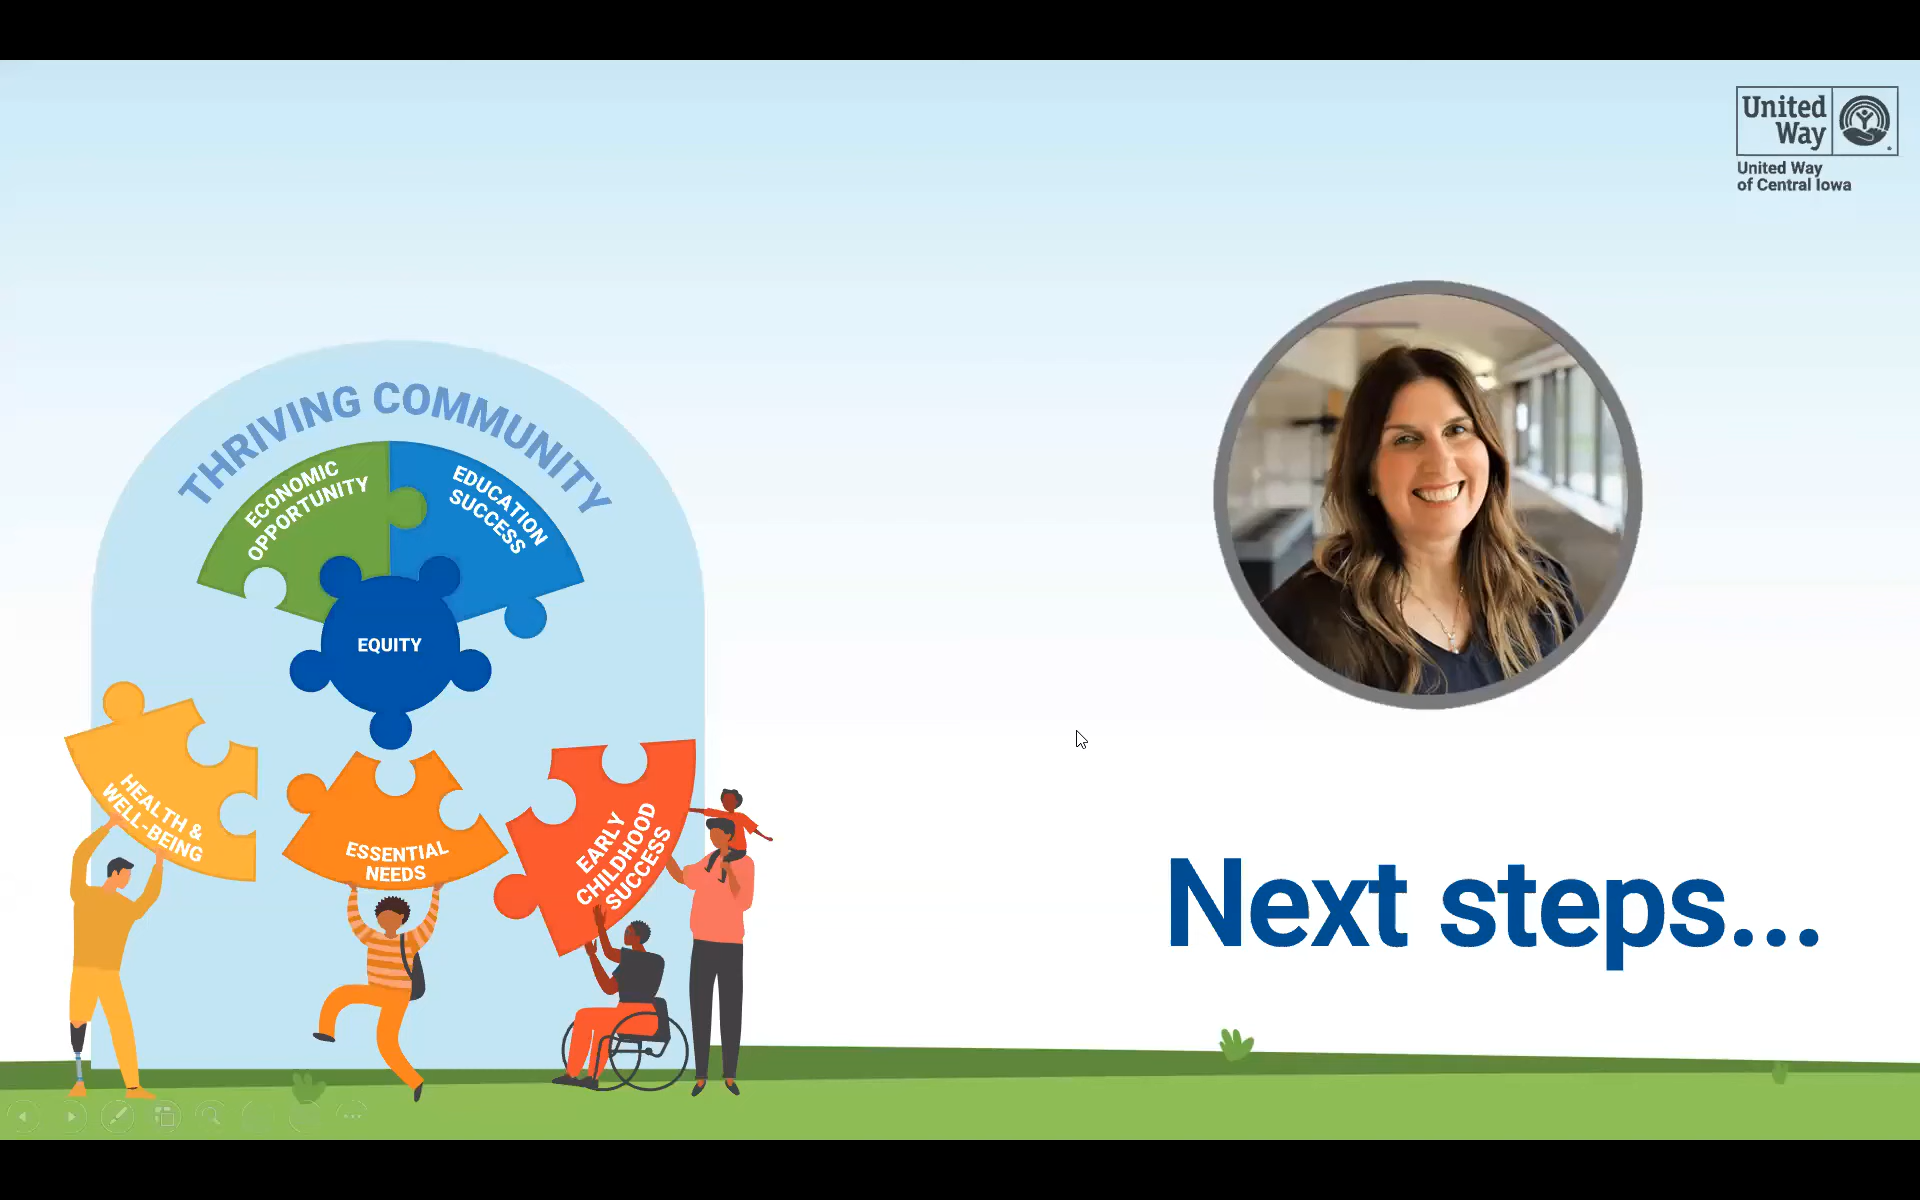 United
Way
United Way
of Central Iowa
THRIVING COMMUNITY
ECONOMIC
OPPORTUNITY
EDUCATION
SUCCESS
EQUITY
HEALTH &
WELL-BEING
ESSENTIAL
NEEDS
EARLY
CHILDHOOD
SUCCESS
Next steps...